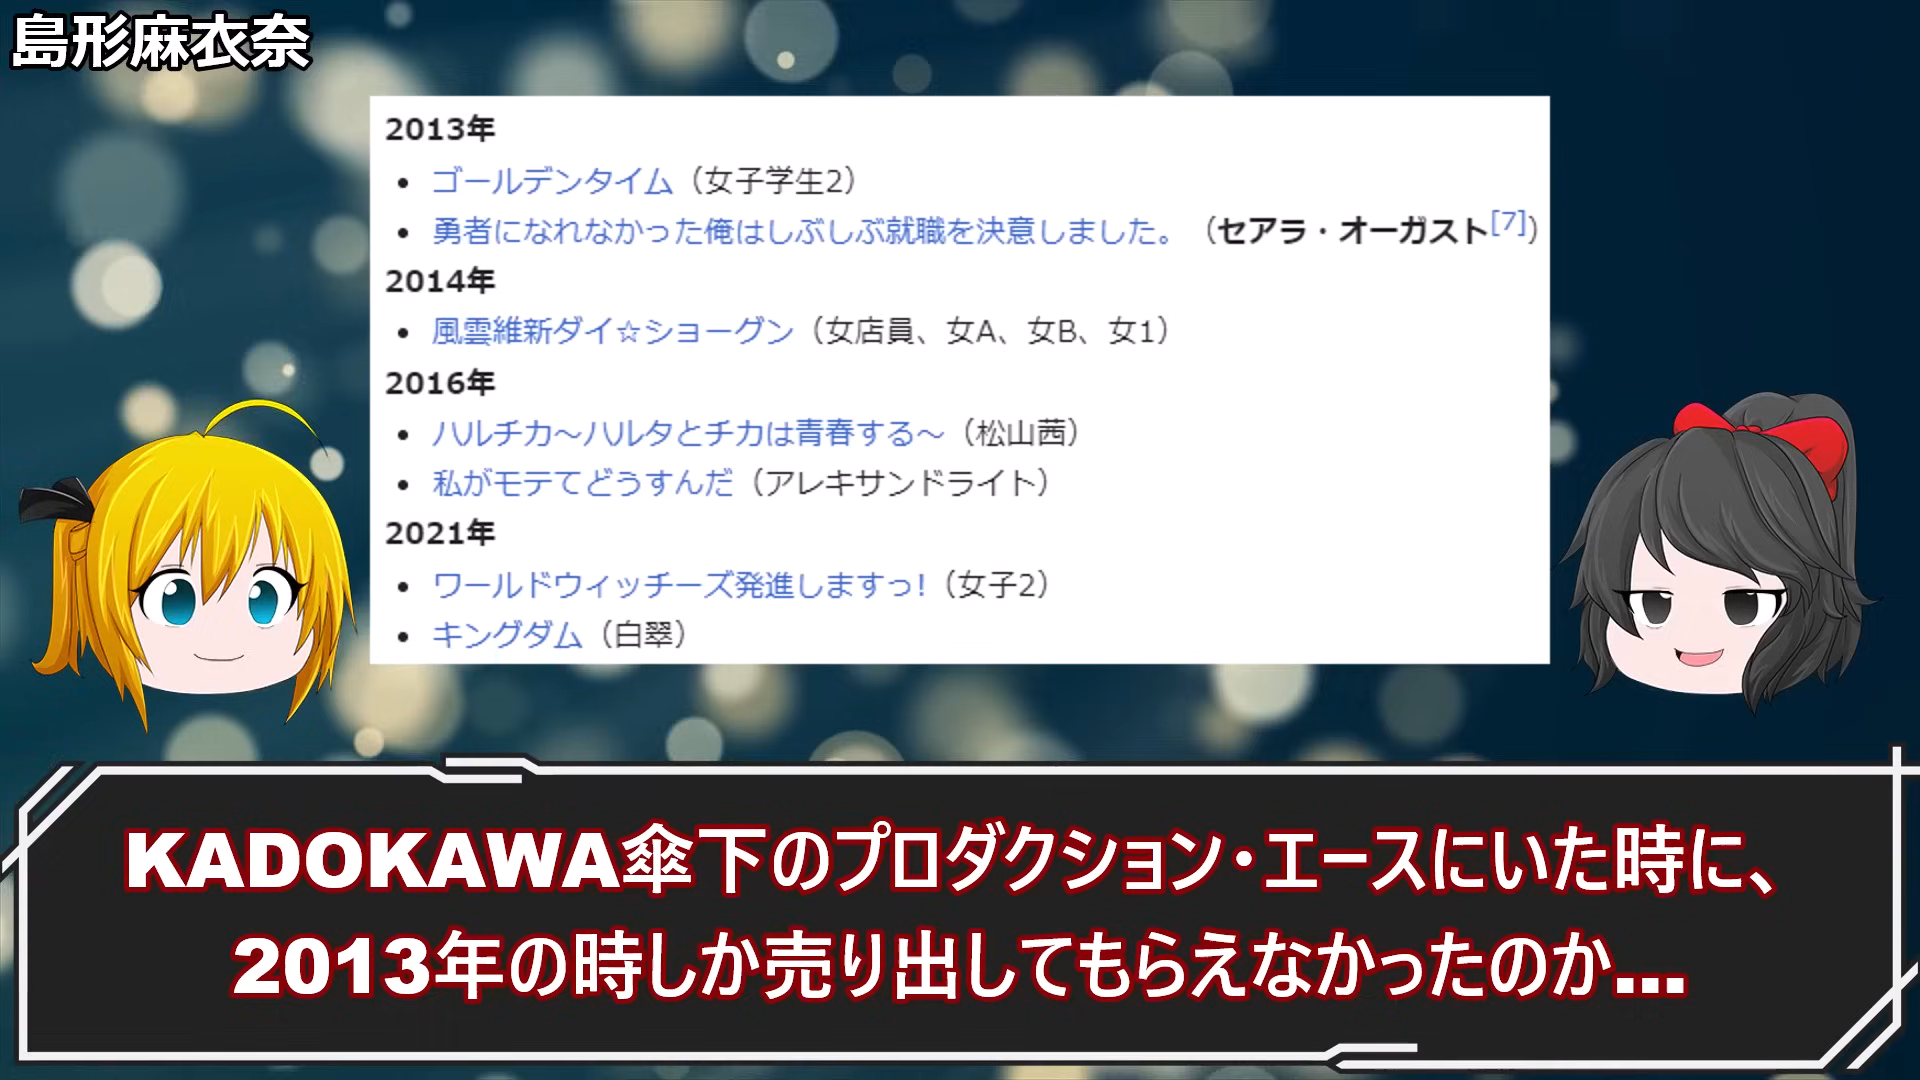 島形麻衣奈
2013年
• ゴールデンタイム（女子学生2）
• 勇者になれなかった俺はしぶしぶ就職を決意しました。（セアラ・オーガスト[7]）
2014年
• 風雲維新ダイ☆ショーグン（女店員、女A、女B、女1）
2016年
• ハルチカ〜ハルタとチカは青春する〜（松山茜）
• 私がモテてどうすんだ（アレキサンドライト）
2021年
• ワールドウィッチーズ発進しますっ!（女子2）
• キングダム（白翠）
KADOKAWA傘下のプロダクション・エースにいた時に、
2013年の時しか売り出してもらえなかったのか...